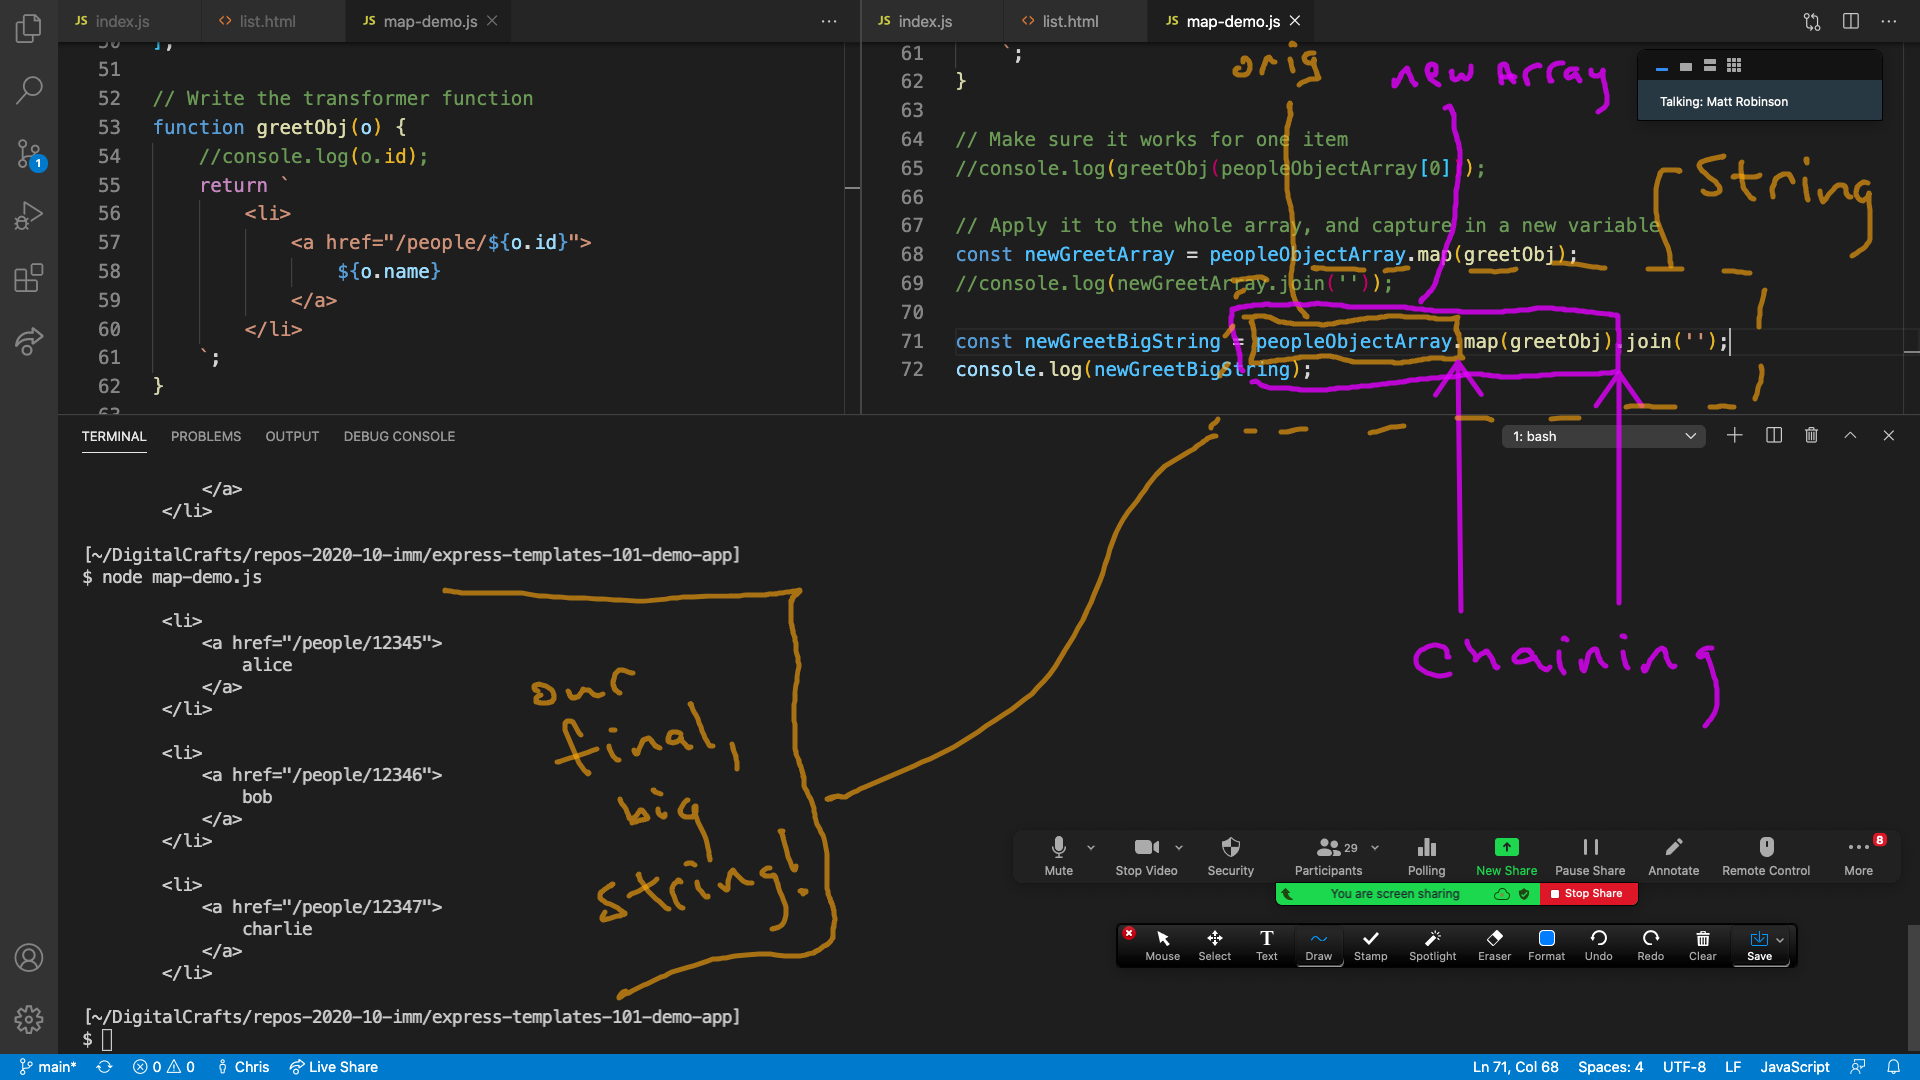 index.js
list.html
map-demo.js
51
52 // Write the transformer function
53 function greetObj(o) {
54 //console.log(o.id);
55 return `
56 <li>
57 <a href="/people/${o.id}">
58 ${o.name}
59 </a>
60 </li>
61 `;
62 }
index.js
list.html
map-demo.js
61 `;
62 }
63
64 // Make sure it works for one item
65 //console.log(greetObj(peopleObjectArray[0]));
66
67 // Apply it to the whole array, and capture in a new variable
68 const newGreetArray = peopleObjectArray.map(greetObj);
69 //console.log(newGreetArray.join(''));
70
71 const newGreetBigString = peopleObjectArray.map(greetObj).join('');
72 console.log(newGreetBigString);
orig
new Array
String
chaining
Talking: Matt Robinson
1
TERMINAL
PROBLEMS
OUTPUT
DEBUG CONSOLE
1: bash
</a>
</li>
[~/DigitalCrafts/repos-2020-10-imm/express-templates-101-demo-app]
$ node map-demo.js
<li>
<a href="/people/12345">
alice
</a>
</li>
<li>
<a href="/people/12346">
bob
</a>
</li>
<li>
<a href="/people/12347">
charlie
</a>
</li>
[~/DigitalCrafts/repos-2020-10-imm/express-templates-101-demo-app]
$
our
final,
big
string!
Mute
Stop Video
Security
29
Participants
Polling
New Share
Pause Share
Annotate
Remote Control
8
More
You are screen sharing
Stop Share
Mouse
Select
T
Text
Draw
Stamp
Spotlight
Eraser
Format
Undo
Redo
Clear
Save
main*
0
0
Chris
Live Share
Ln 71, Col 68
Spaces: 4
UTF-8
LF
JavaScript